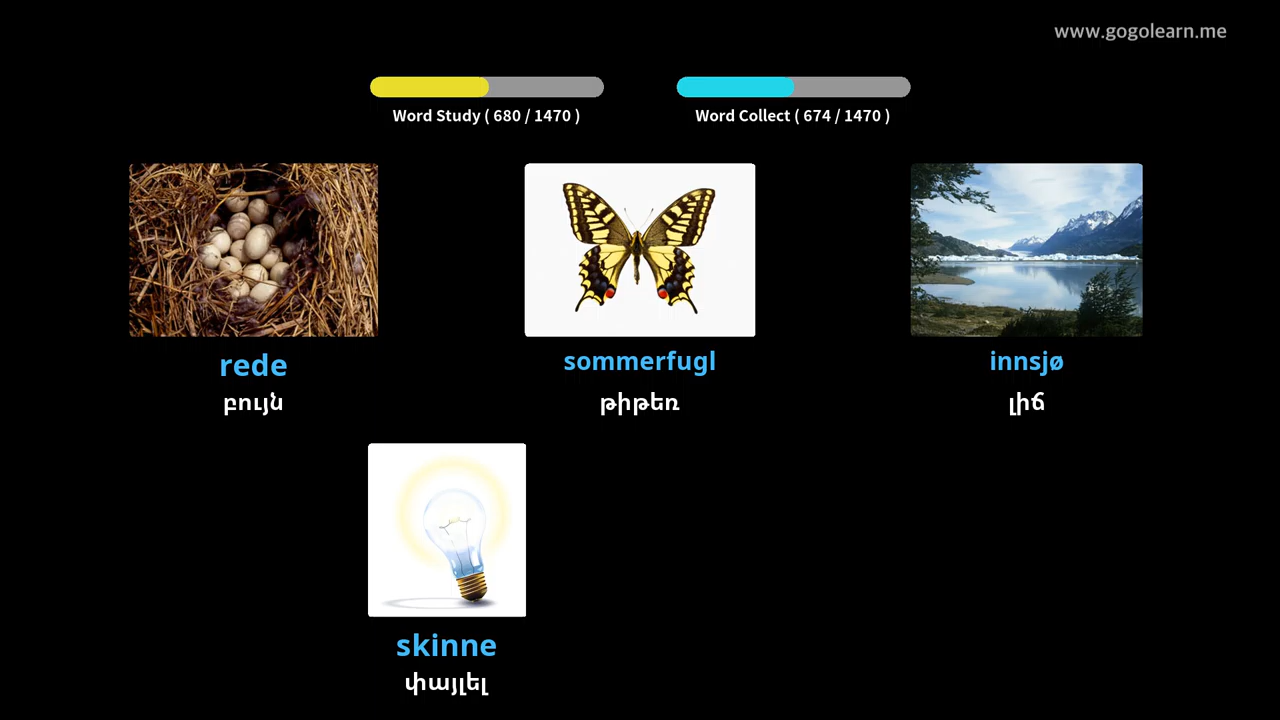 www.gogolearn.me
Word Study ( 680 / 1470 )
Word Collect ( 674 / 1470 )
rede
sommerfugl
innsjø
բույն
թիթեռ
լիճ
skinne
փայլել